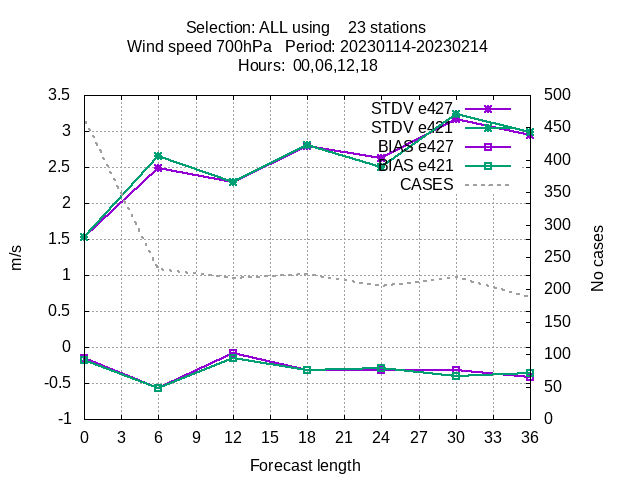 Selection: ALL using 23 stations
Wind speed 700hPa Period: 20230114-20230214
Hours: 00,06,12,18
3.5
3
2.5
2
1.5
1
0.5
0
-0.5
-1
m/s
500
450
400
350
300
250
200
150
100
50
0
No cases
STDV e427
STDV e421
BIAS e427
BIAS e421
CASES
0 3 6 9 12 15 18 21 24 27 30 33 36
Forecast length